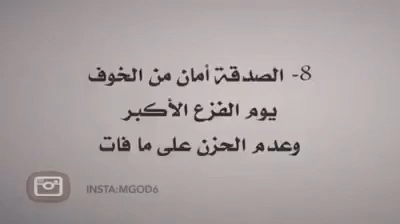 8- الصدقة أمان من الخوف
يوم الفزع الأكبر
وعدم الحزن على ما فات
INSTA:MGOD6